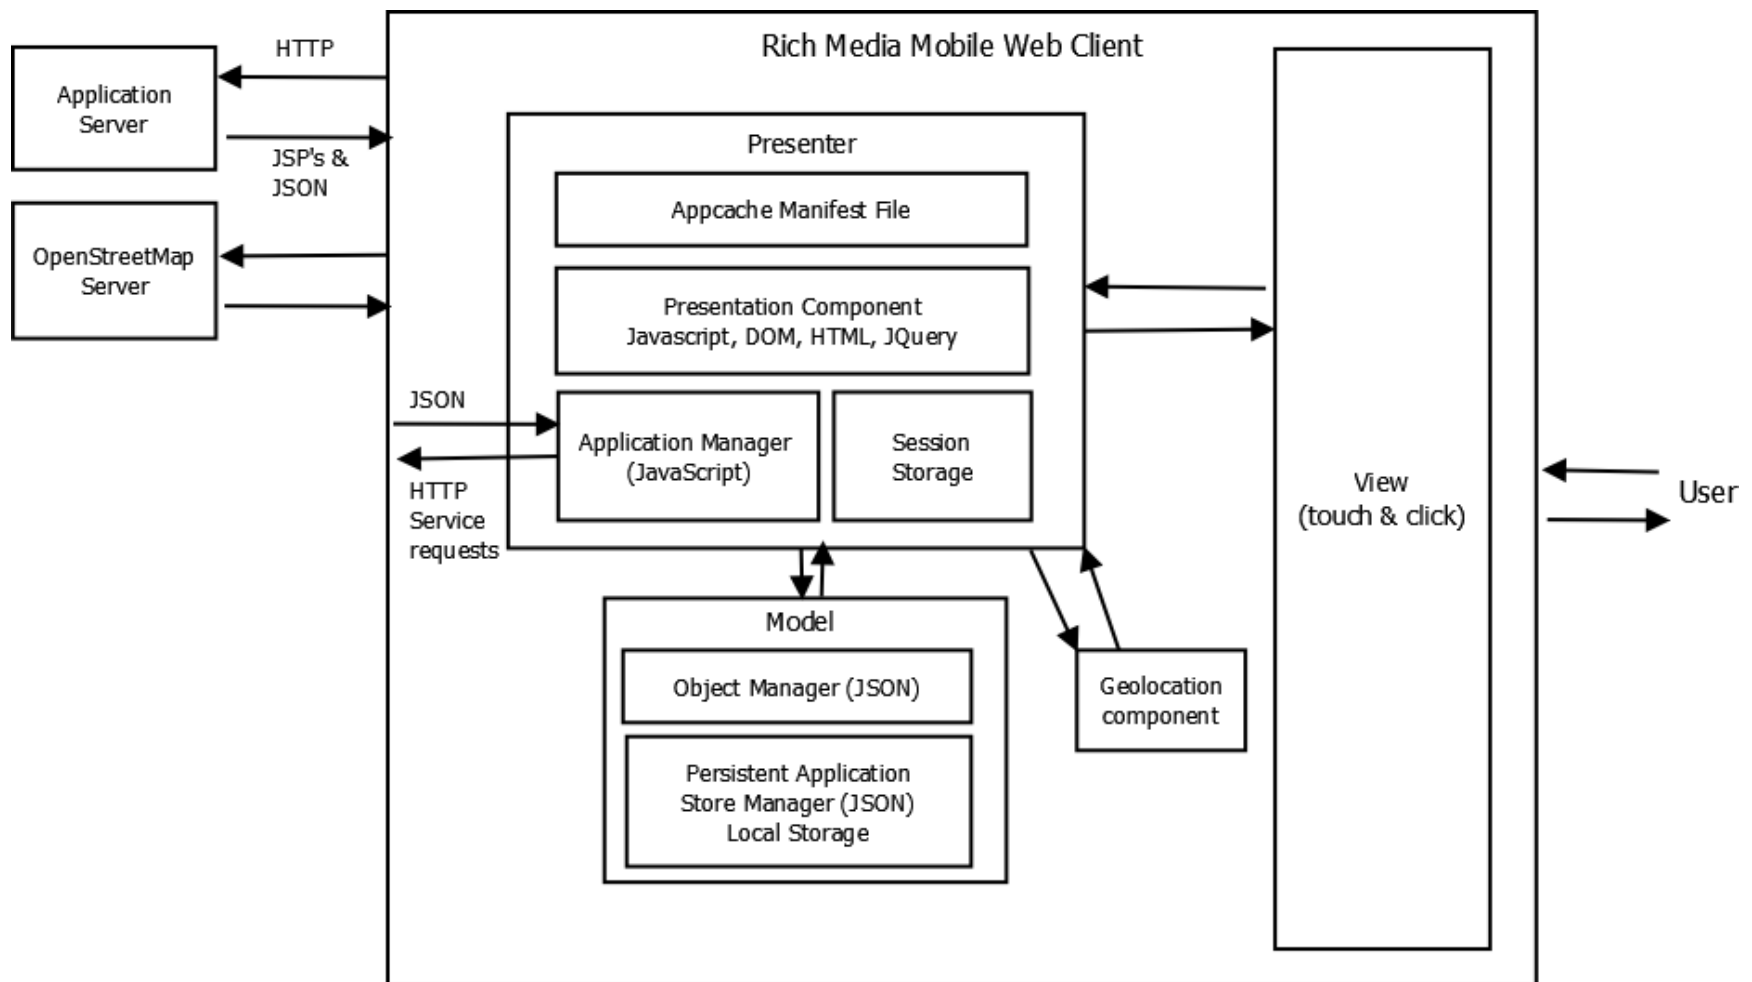 Rich Media Mobile Web Client
HTTP
Application
Server
JSP's &
JSON
OpenStreetMap
Server
Presenter
Appcache Manifest File
Presentation Component
Javascript, DOM, HTML, JQuery
JSON
Application Manager
(JavaScript)
Session
Storage
HTTP
Service
requests
View
(touch & click)
User
Model
Object Manager (JSON)
Persistent Application
Store Manager (JSON)
Local Storage
Geolocation
component